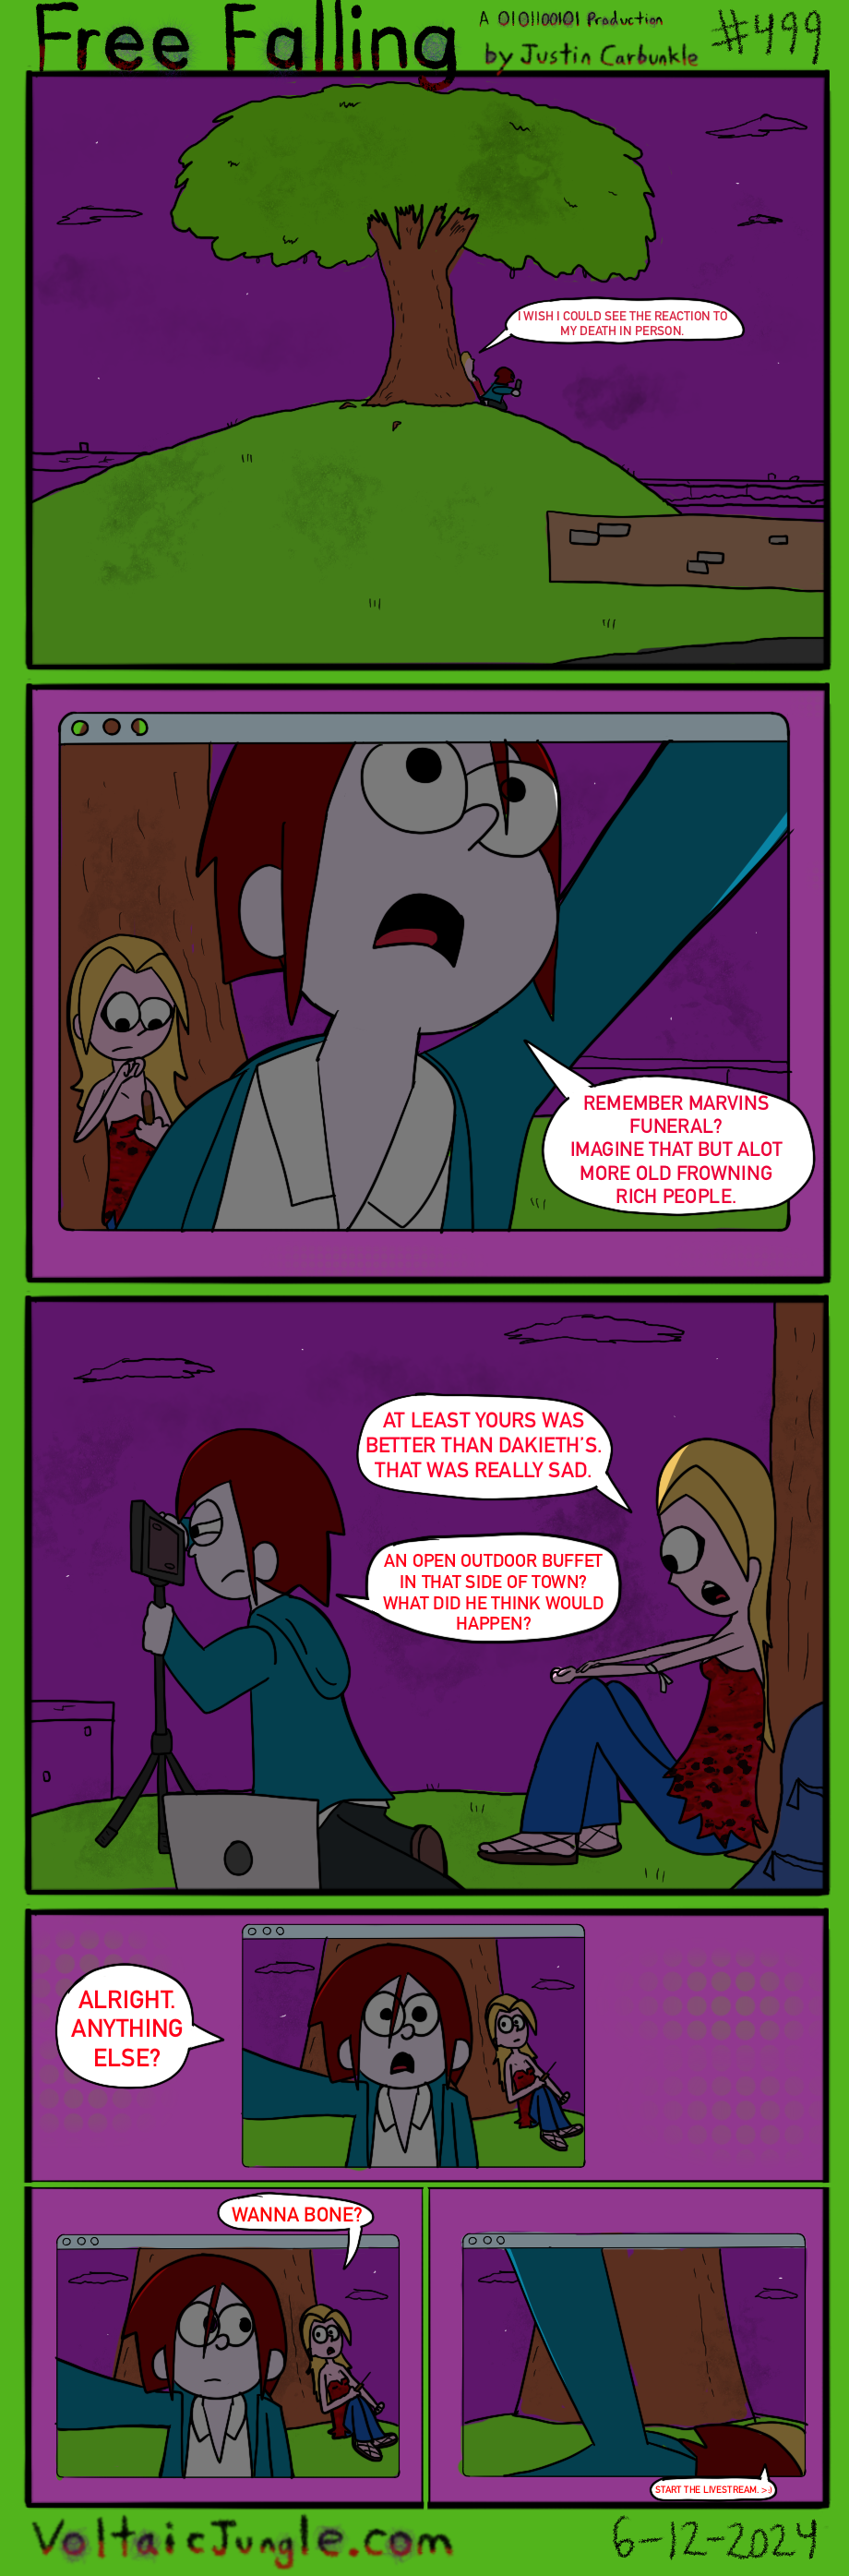 Free Falling
A 0101100101 Production
by Justin Carbunkle
#499
I WISH I COULD SEE THE REACTION TO
MY DEATH IN PERSON.
REMEMBER MARVINS
FUNERAL?
IMAGINE THAT BUT ALOT
MORE OLD FROWNING
RICH PEOPLE.
AT LEAST YOURS WAS
BETTER THAN DAKIETH'S.
THAT WAS REALLY SAD.
AN OPEN OUTDOOR BUFFET
IN THAT SIDE OF TOWN?
WHAT DID HE THINK WOULD
HAPPEN?
ALRIGHT.
ANYTHING
ELSE?
WANNA BONE?
START THE LIVESTREAM. >:)
VoltaicJungle.com
6-12-2024